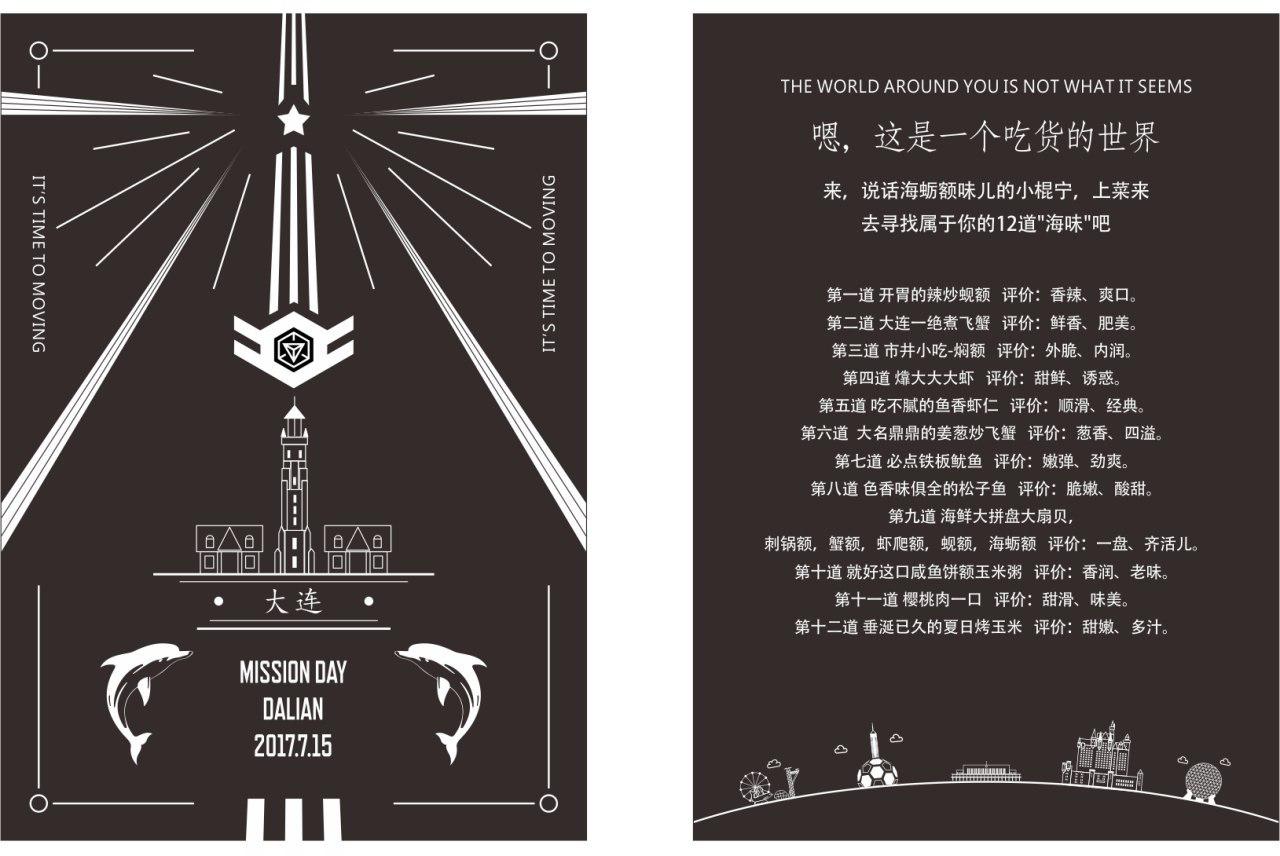 IT'S TIME TO MOVING
IT'S TIME TO MOVING
大连
MISSION DAY
DALIAN
2017.7.15
THE WORLD AROUND YOU IS NOT WHAT IT SEEMS
嗯，这是一个吃货的世界
来，说话海蛎额味儿的小棍宁，上菜来
去寻找属于你的12道"海味"吧
第一道 开胃的辣炒蚬额 评价：香辣、爽口。
第二道 大连一绝煮飞蟹 评价：鲜香、肥美。
第三道 市井小吃-焖额 评价：外脆、内润。
第四道 㸆大大大虾 评价：甜鲜、诱惑。
第五道 吃不腻的鱼香虾仁 评价：顺滑、经典。
第六道 大名鼎鼎的姜葱炒飞蟹 评价：葱香、四溢。
第七道 必点铁板鱿鱼 评价：嫩弹、劲爽。
第八道 色香味俱全的松子鱼 评价：脆嫩、酸甜。
第九道 海鲜大拼盘大扇贝，
刺锅额，蟹额，虾爬额，蚬额，海蛎额 评价：一盘、齐活儿。
第十道 就好这口咸鱼饼额玉米粥 评价：香润、老味。
第十一道 樱桃肉一口 评价：甜滑、味美。
第十二道 垂涎已久的夏日烤玉米 评价：甜嫩、多汁。